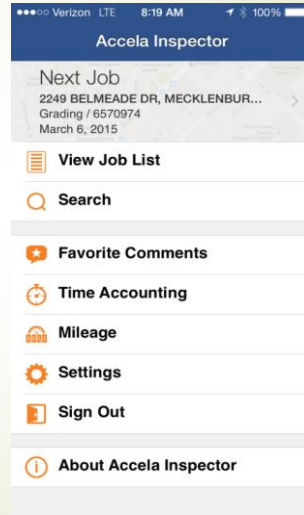 Verizon LTE 8:19 AM 100%
Accela Inspector
Next Job
2249 BELMEADE DR, MECKLENBUR...
Grading / 6570974
March 6, 2015
View Job List
Search
Favorite Comments
Time Accounting
Mileage
Settings
Sign Out
About Accela Inspector